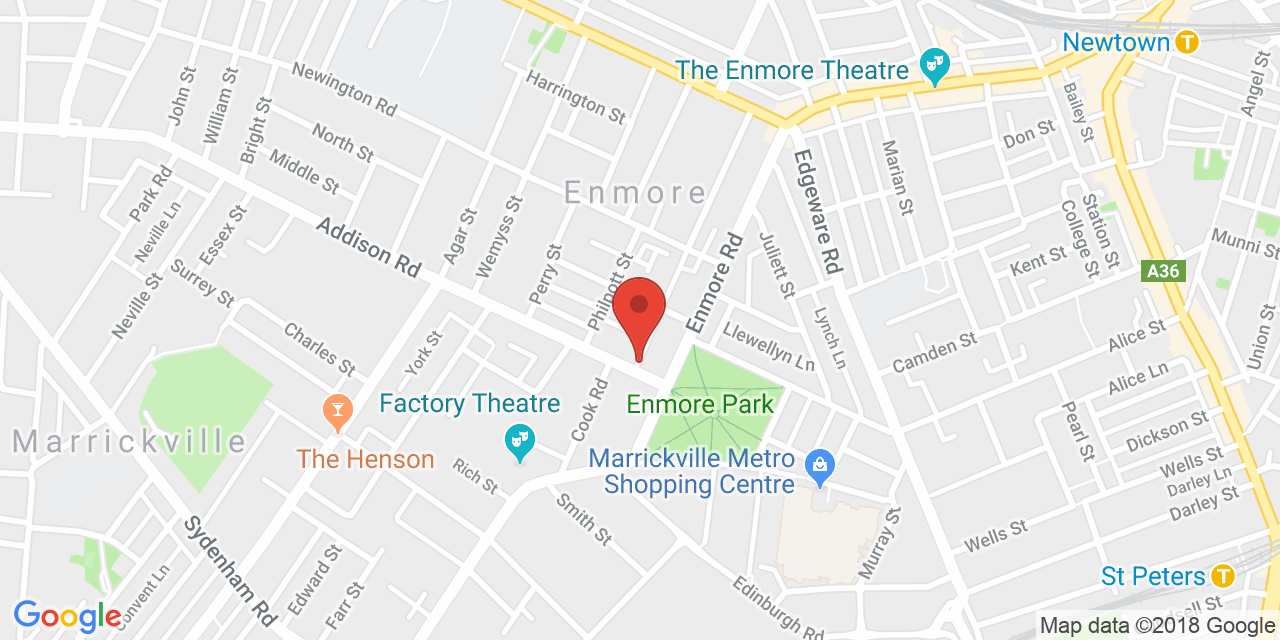 Newtown
The Enmore Theatre
Angel St
John St
William St
Newington Rd
Harrington St
Bailey St
Bright St
North St
Don St
Middle St
Marian St
Edgeware Rd
Park Rd
Enmore
Station St
College St
Neville Ln
Essex St
Addison Rd
Agar St
Wemyss St
Juliett St
Munni St
Enmore Rd
Kent St
A36
Surrey St
Perry St
Philpott St
Neville St
Lynch Ln
Charles St
York St
Llewellyn Ln
Camden St
Alice St
Union St
Alice Ln
Factory Theatre
Cook Rd
Enmore Park
Pearl St
Dickson St
Marrickville
The Henson
Rich St
Marrickville Metro
Shopping Centre
Wells St
Darley Ln
Darley St
Smith St
Murray St
Wells St
Sydenham Rd
Edward St
Farr St
Convent Ln
Edinburgh Rd
St Peters
Google
Map data ©2018 Google